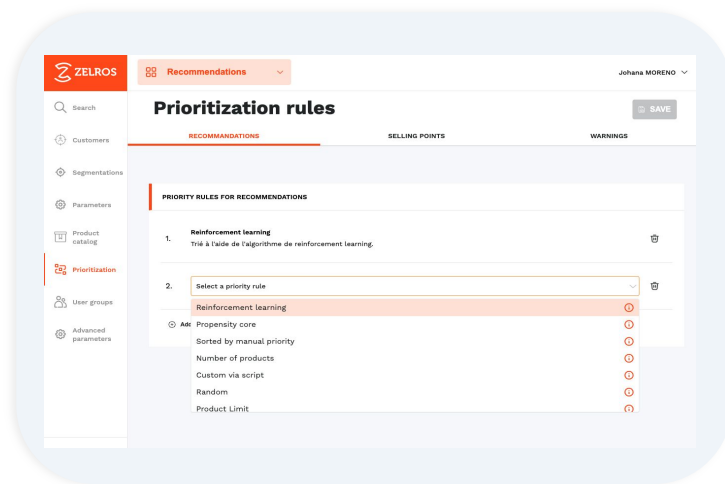 ZELROS
Recommendations
Johana MORENO
Search
Customers
Segmentations
Parameters
Product
catalog
Prioritization
User groups
Advanced
parameters
Prioritization rules
SAVE
RECOMMANDATIONS
SELLING POINTS
WARNINGS
PRIORITY RULES FOR RECOMMENDATIONS
1.
Reinforcement learning
Trié à l'aide de l'algorithme de reinforcement learning.
2.
Select a priority rule
Reinforcement learning
Propensity core
Sorted by manual priority
Number of products
Custom via script
Random
Product Limit